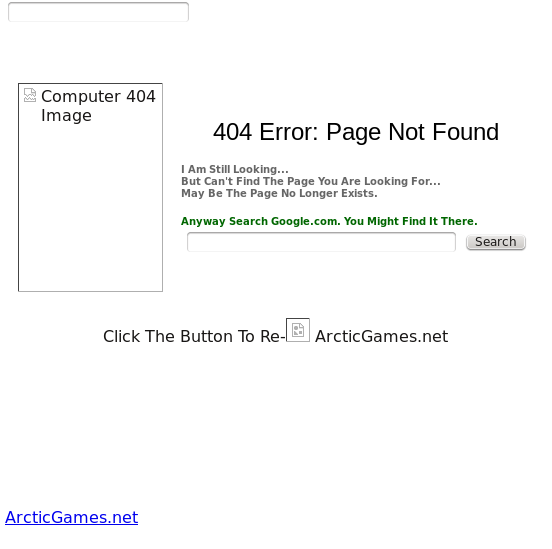 Computer 404
Image
404 Error: Page Not Found
I Am Still Looking...
But Can't Find The Page You Are Looking For...
May Be The Page No Longer Exists.
Anyway Search Google.com. You Might Find It There.
Search
Click The Button To Re- ArcticGames.net
ArcticGames.net